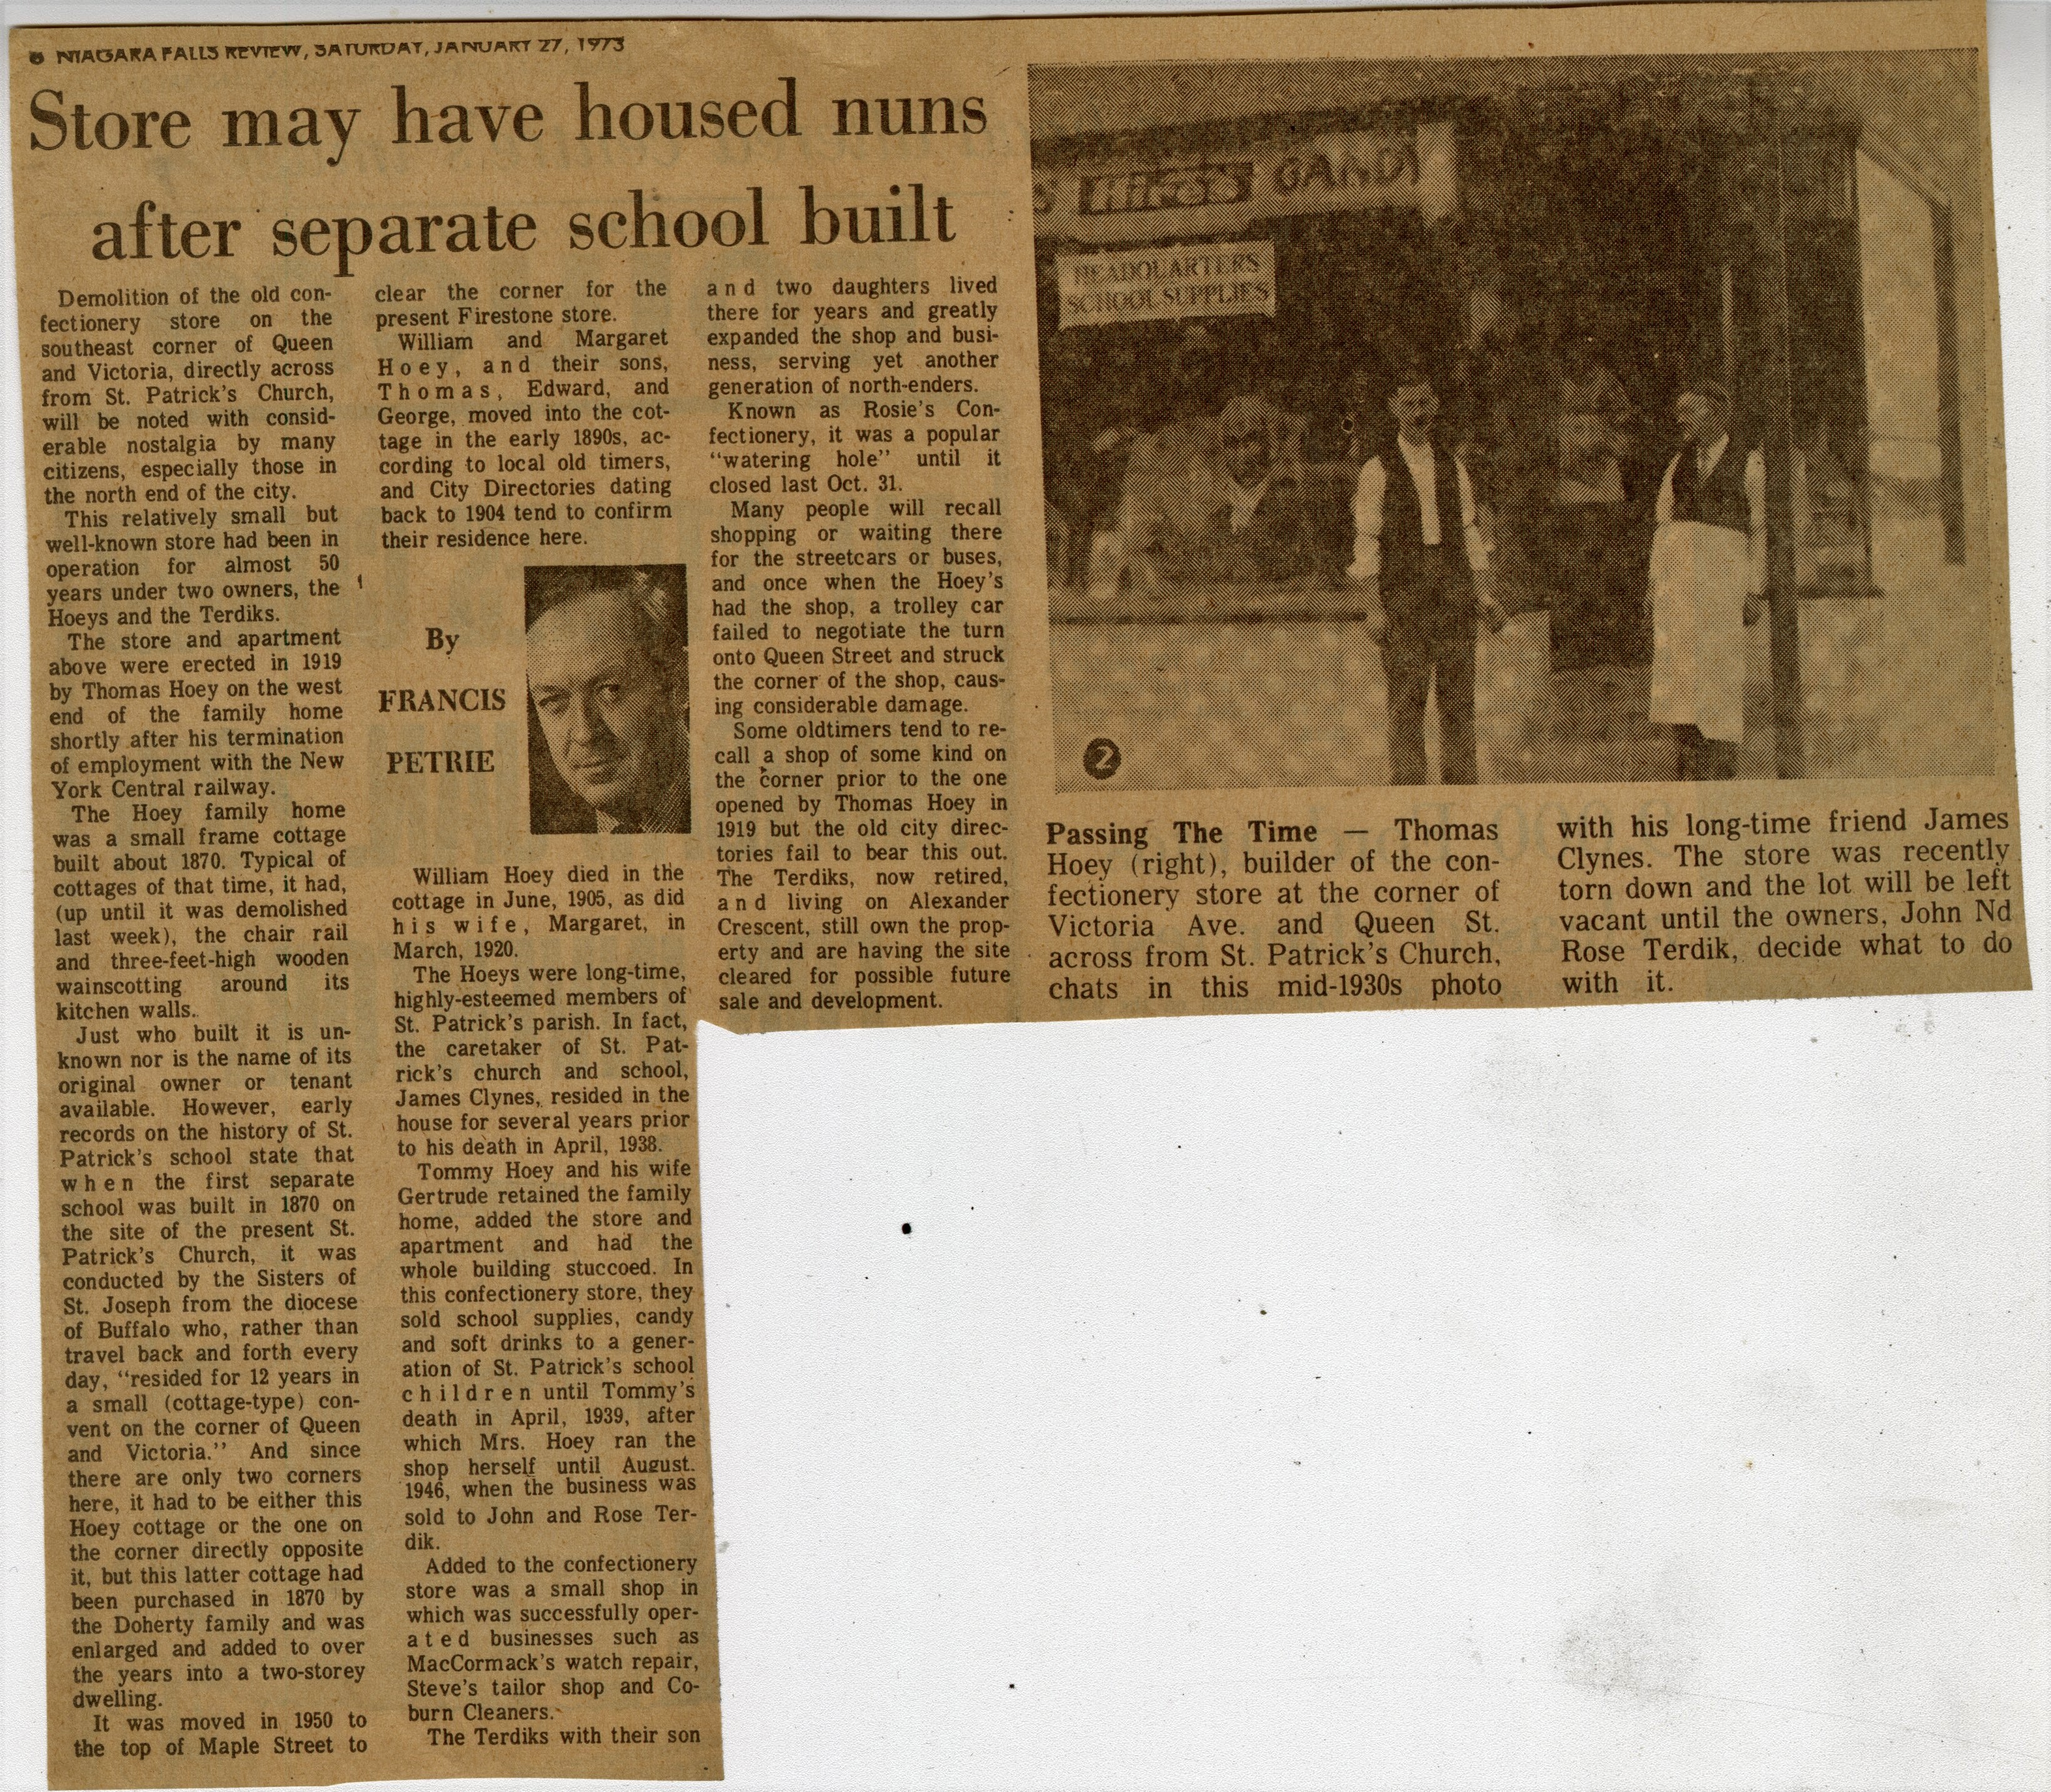 NIAGARA FALLS REVIEW, SATURDAY, JANUARY 27, 1973
Store may have housed nuns
after separate school built
Demolition of the old con-
fectionery store on the
southeast corner of Queen
and Victoria, directly across
from St. Patrick's Church,
will be noted with consid-
erable nostalgia by many
citizens, especially those in
the north end of the city.
This relatively small but
well-known store had been in
operation for almost 50
years under two owners, the
Hoeys and the Terdiks.
The store and apartment
above were erected in 1919
by Thomas Hoey on the west
end of the family home
shortly after his termination
of employment with the New
York Central railway.
The Hoey family home
was a small frame cottage
built about 1870. Typical of
cottages of that time, it had,
(up until it was demolished
last week), the chair rail
and three-feet-high wooden
wainscotting around its
kitchen walls.
Just who built it is un-
known nor is the name of its
original owner or tenant
available. However, early
records on the history of St.
Patrick's school state that
when the first separate
school was built in 1870 on
the site of the present St.
Patrick's Church, it was
conducted by the Sisters of
St. Joseph from the diocese
of Buffalo who, rather than
travel back and forth every
day, "resided for 12 years in
a small (cottage-type) con-
vent on the corner of Queen
and Victoria." And since
there are only two corners
here, it had to be either this
Hoey cottage or the one on
the corner directly opposite
it, but this latter cottage had
been purchased in 1870 by
the Doherty family and was
enlarged and added to over
the years into a two-storey
dwelling.
It was moved in 1950 to
the top of Maple Street to
clear the corner for the
present Firestone store.
William and Margaret
Hoey, and their sons,
Thomas, Edward, and
George, moved into the cot-
tage in the early 1890s, ac-
cording to local old timers,
and City Directories dating
back to 1904 tend to confirm
their residence here.
By
FRANCIS
PETRIE
William Hoey died in the
cottage in June, 1905, as did
his wife, Margaret, in
March, 1920.
The Hoeys were long-time,
highly-esteemed members of
St. Patrick's parish. In fact,
the caretaker of St. Pat-
rick's church and school,
James Clynes, resided in the
house for several years prior
to his death in April, 1938.
Tommy Hoey and his wife
Gertrude retained the family
home, added the store and
apartment and had the
whole building stuccoed. In
this confectionery store, they
sold school supplies, candy
and soft drinks to a gener-
ation of St. Patrick's school
children until Tommy's
death in April, 1939, after
which Mrs. Hoey ran the
shop herself until August.
1946, when the business was
sold to John and Rose Ter-
dik.
Added to the confectionery
store was a small shop in
which was successfully oper-
ated businesses such as
MacCormack's watch repair,
Steve's tailor shop and Co-
burn Cleaners.
The Terdiks with their son
and two daughters lived
there for years and greatly
expanded the shop and busi-
ness, serving yet another
generation of north-enders.
Known as Rosie's Con-
fectionery, it was a popular
"watering hole" until it
closed last Oct. 31.
Many people will recall
shopping or waiting there
for the streetcars or buses,
and once when the Hoey's
had the shop, a trolley car
failed to negotiate the turn
onto Queen Street and struck
the corner of the shop, caus-
ing considerable damage.
Some oldtimers tend to re-
call a shop of some kind on
the corner prior to the one
opened by Thomas Hoey in
1919 but the old city direc-
tories fail to bear this out.
The Terdiks, now retired,
and living on Alexander
Crescent, still own the prop-
erty and are having the site
cleared for possible future
sale and development.
Hires CANDY
HEADQUARTERS
SCHOOL SUPPLIES
2
Passing The Time — Thomas
Hoey (right), builder of the con-
fectionery store at the corner of
Victoria Ave. and Queen St.
across from St. Patrick's Church,
chats in this mid-1930s photo
with his long-time friend James
Clynes. The store was recently
torn down and the lot will be left
vacant until the owners, John Nd
Rose Terdik, decide what to do
with it.